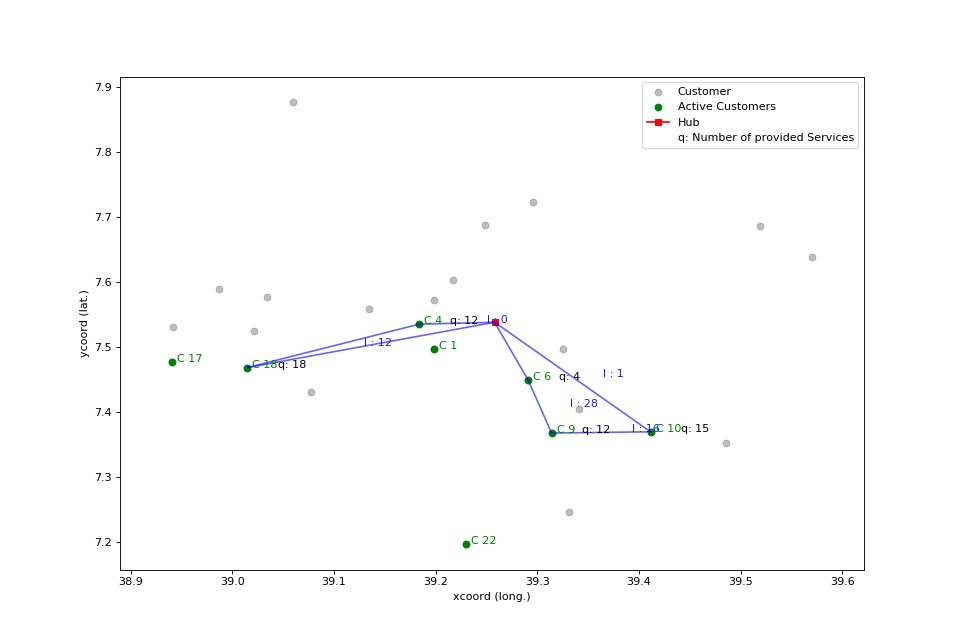 Customer
Active Customers
Hub
q: Number of provided Services
7.9
7.8
7.7
7.6
7.5
7.4
7.3
7.2
ycoord (lat.)
C 4 q: 12 l : 0
l : 12
C 1
C 17
C 18 q: 18
C 6 q: 4
l : 1
l : 28
C 9 q: 12
l : 16
C 10 q: 15
C 22
38.9 39.0 39.1 39.2 39.3 39.4 39.5 39.6
xcoord (long.)